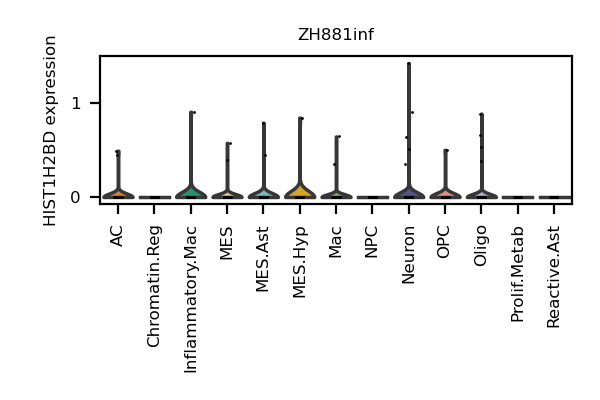 ZH881inf
HIST1H2BD expression
1
0
AC
Chromatin.Reg
Inflammatory.Mac
MES
MES.Ast
MES.Hyp
Mac
NPC
Neuron
OPC
Oligo
Prolif.Metab
Reactive.Ast